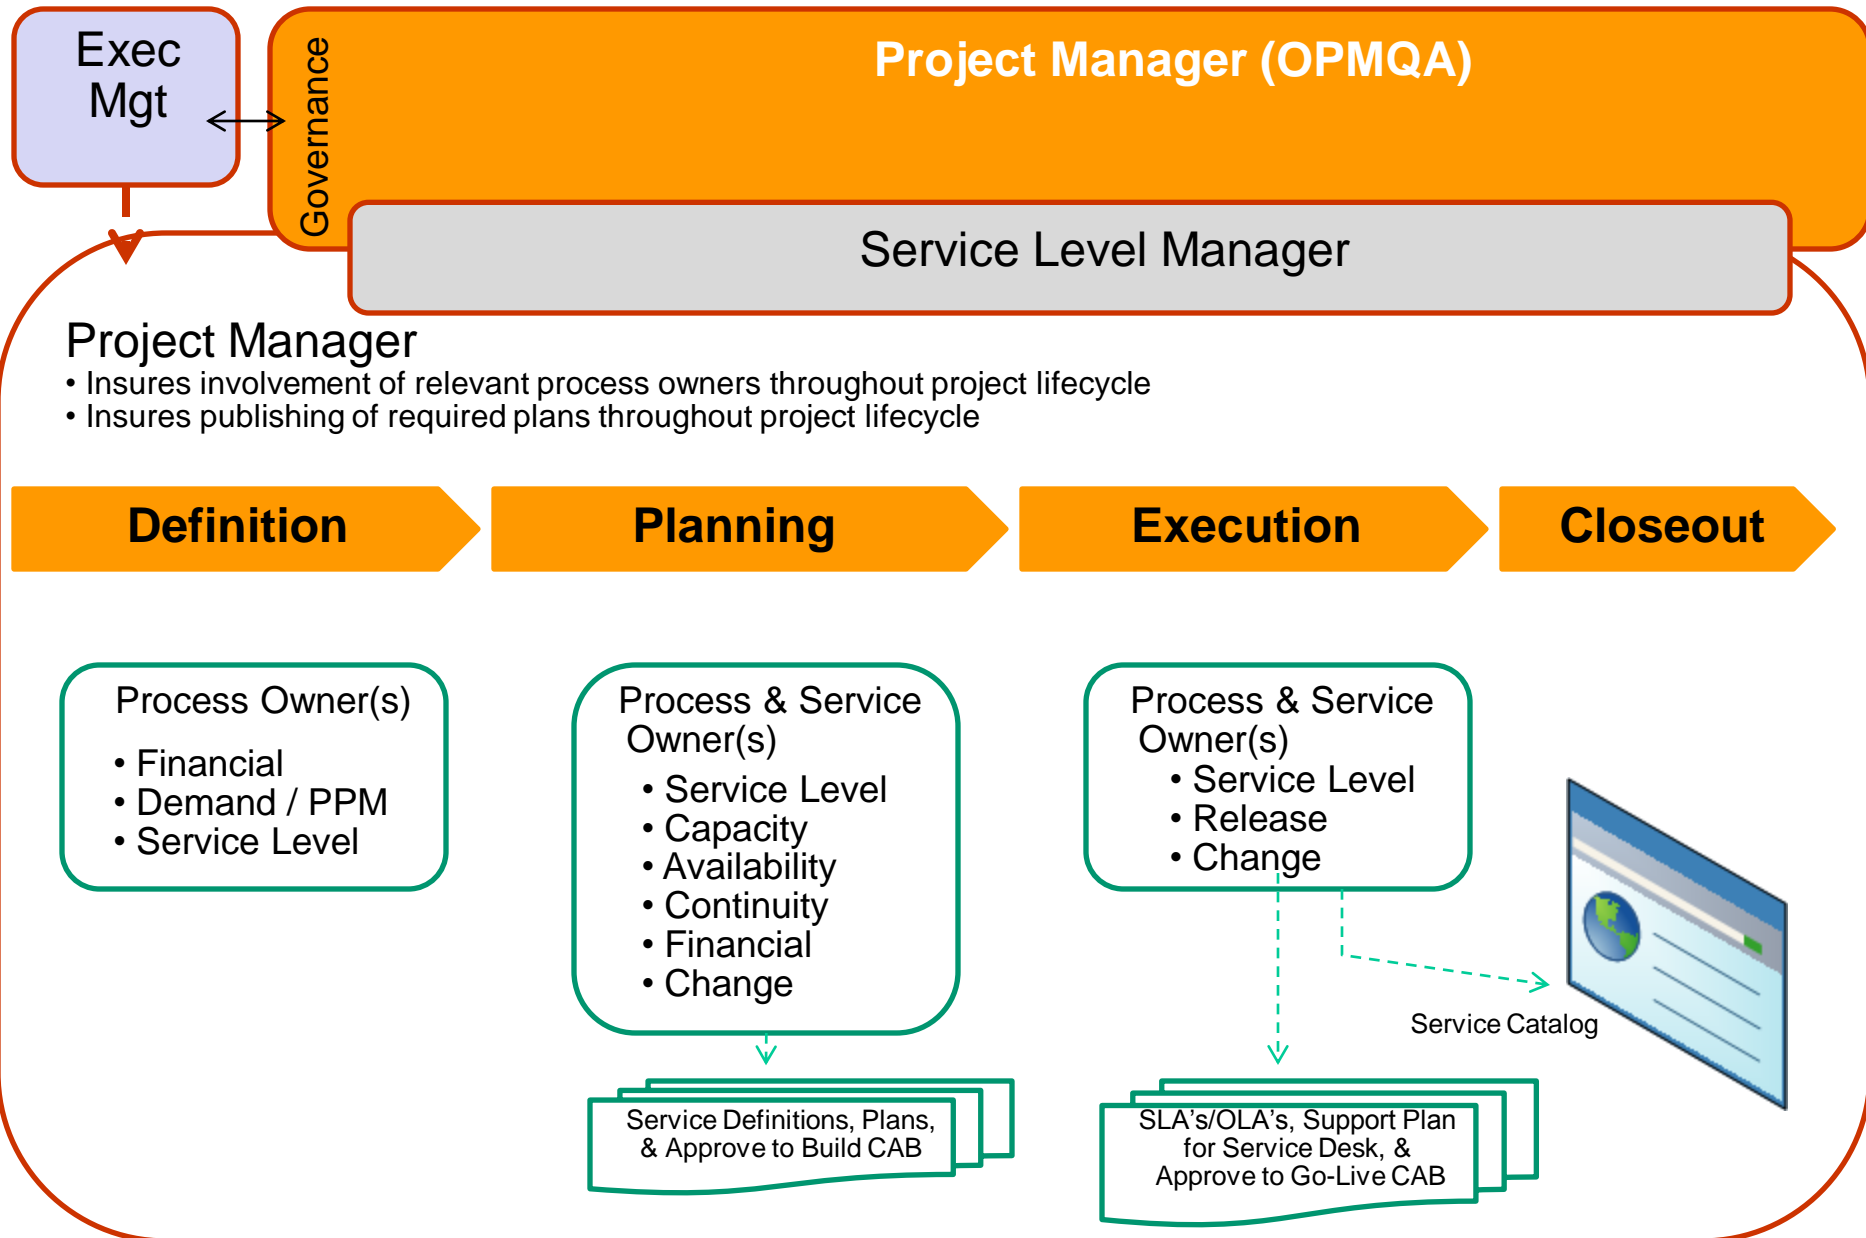 Exec
Mgt
Governance
Project Manager (OPMQA)
Service Level Manager
Project Manager
• Insures involvement of relevant process owners throughout project lifecycle
• Insures publishing of required plans throughout project lifecycle
Definition
Planning
Execution
Closeout
Process Owner(s)
• Financial
• Demand / PPM
• Service Level
Process & Service
Owner(s)
• Service Level
• Capacity
• Availability
• Continuity
• Financial
• Change
Process & Service
Owner(s)
• Service Level
• Release
• Change
Service Catalog
Service Definitions, Plans,
& Approve to Build CAB
SLA's/OLA's, Support Plan
for Service Desk, &
Approve to Go-Live CAB